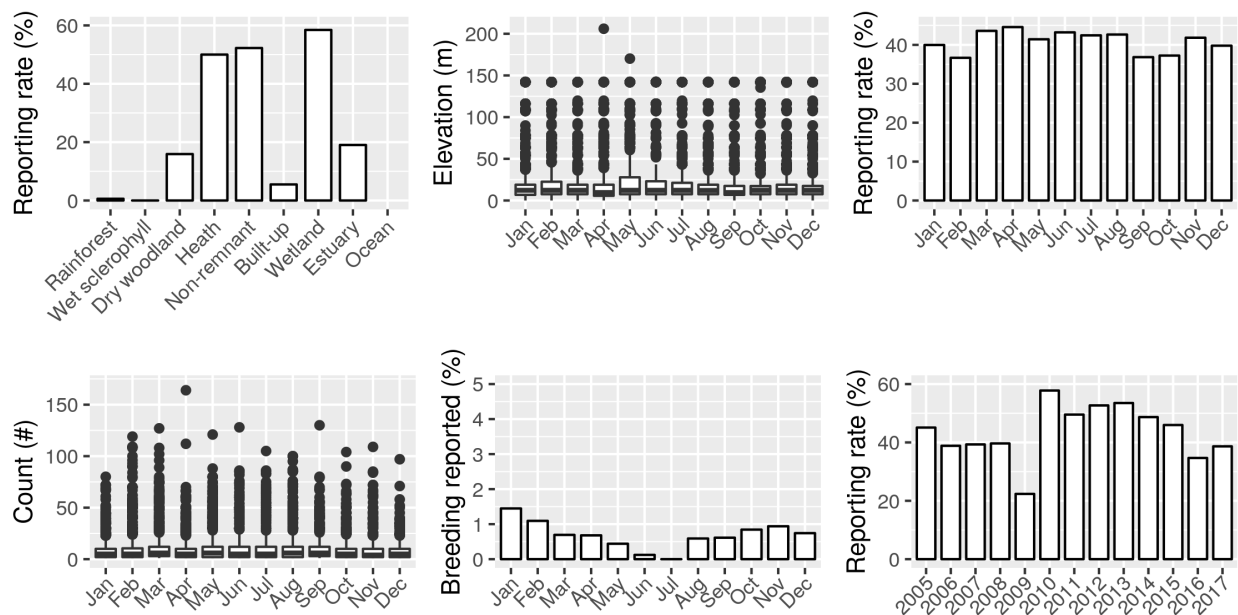 Reporting rate (%)
60
40
20
0
Rainforest
Wet sclerophyll
Dry woodland
Heath
Non-remnant
Built-up
Wetland
Estuary
Ocean
Elevation (m)
200
150
100
50
0
Jan Feb Mar Apr May Jun Jul Aug Sep Oct Nov Dec
Reporting rate (%)
40
30
20
10
0
Jan Feb Mar Apr May Jun Jul Aug Sep Oct Nov Dec
Count (#)
150
100
50
0
Jan Feb Mar Apr May Jun Jul Aug Sep Oct Nov Dec
Breeding reported (%)
5
4
3
2
1
0
Jan Feb Mar Apr May Jun Jul Aug Sep Oct Nov Dec
Reporting rate (%)
60
40
20
0
2005 2006 2007 2008 2009 2010 2011 2012 2013 2014 2015 2016 2017